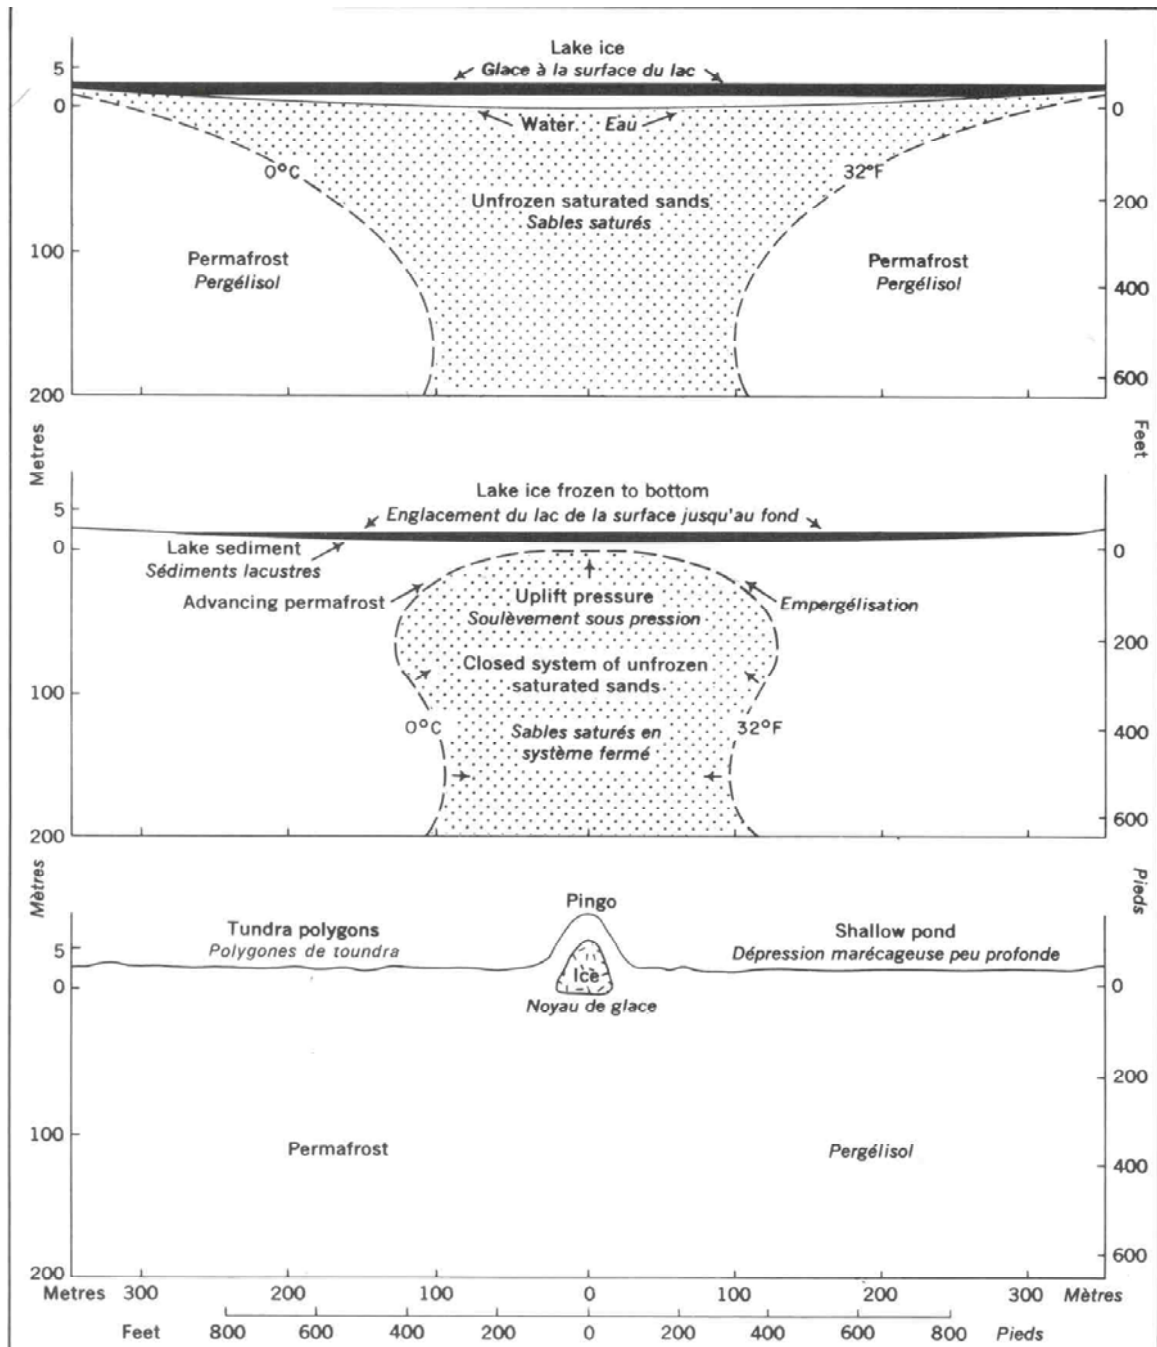 Lake ice
Glace à la surface du lac
5
0
0
Water. Eau
0°C
32°F
Unfrozen saturated sands
Sables saturés
200
100
Permafrost
Pergélisol
Permafrost
Pergélisol
400
200
600
Metres
Feet
Lake ice frozen to bottom
Englacement du lac de la surface jusqu'au fond
5
0
0
Lake sediment
Sédiments lacustres
Advancing permafrost
Uplift pressure
Soulèvement sous pression
Empergélisation
200
Closed system of unfrozen
saturated sands
100
0°C
32°F
Sables saturés en
système fermé
400
200
600
Mètres
Pieds
Pingo
Tundra polygons
Polygones de toundra
Shallow pond
Dépression marécageuse peu profonde
5
0
0
Ice
Noyau de glace
200
100
Permafrost
Pergélisol
400
600
200
Metres 300 200 100 0 100 200 300 Mètres
Feet 800 600 400 200 0 200 400 600 800 Pieds